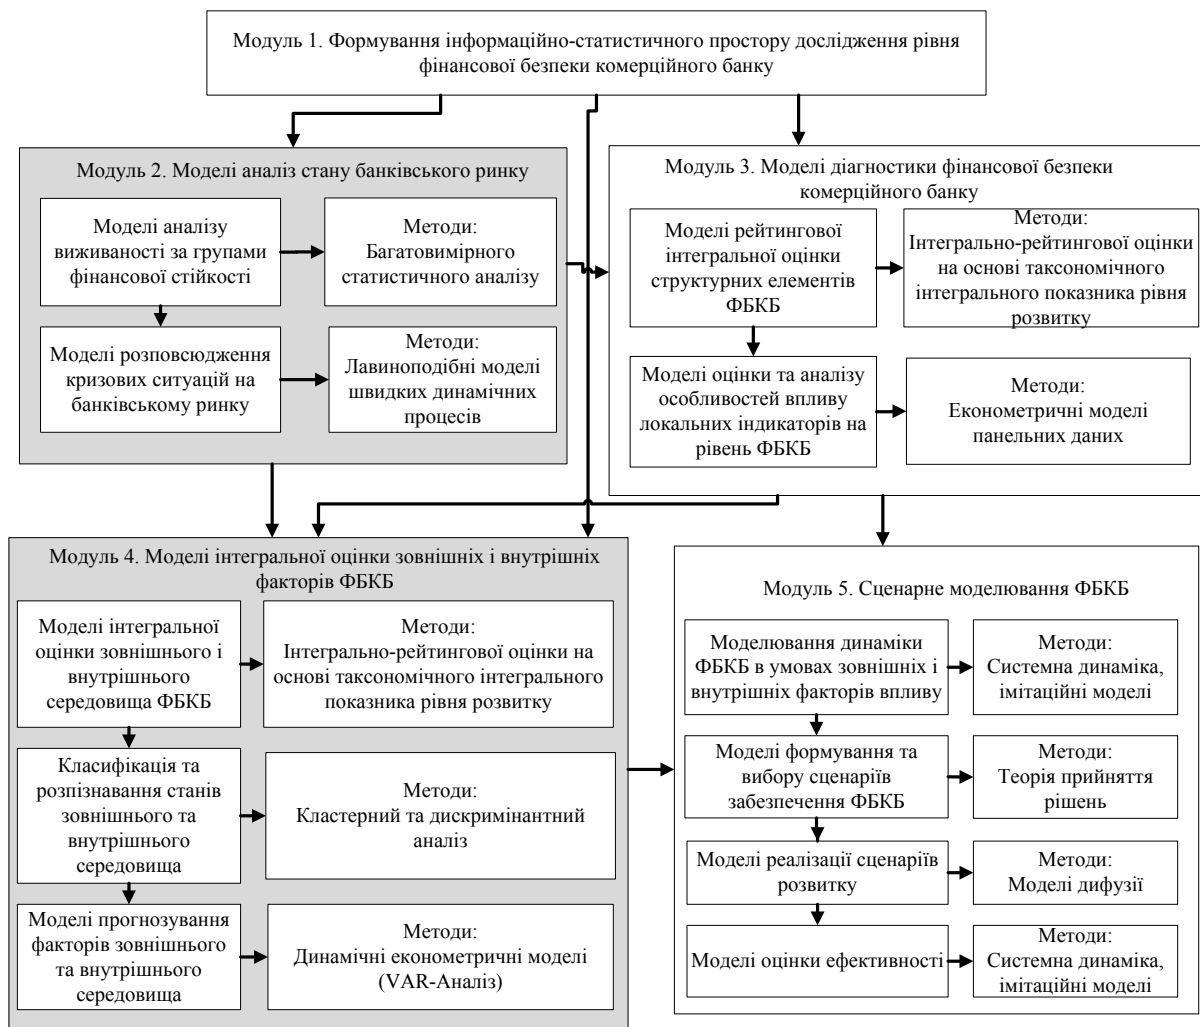 Модуль 1. Формування інформаційно-статистичного простору дослідження рівня
фінансової безпеки комерційного банку
Модуль 2. Моделі аналіз стану банківського ринку
Моделі аналізу
виживаності за групами
фінансової стійкості
Методи:
Багатовимірного
статистичного аналізу
Моделі розповсюдження
кризових ситуацій на
банківському ринку
Методи:
Лавиноподібні моделі
швидких динамічних
процесів
Модуль 3. Моделі діагностики фінансової безпеки
комерційного банку
Моделі рейтингової
інтегральної оцінки
структурних елементів
ФБКБ
Методи:
Інтегрально-рейтингової оцінки
на основі таксономічного
інтегрального показника рівня
розвитку
Моделі оцінки та аналізу
особливостей впливу
локальних індикаторів на
рівень ФБКБ
Методи:
Економетричні моделі
панельних даних
Модуль 4. Моделі інтегральної оцінки зовнішніх і внутрішніх
факторів ФБКБ
Моделі інтегральної
оцінки зовнішнього і
внутрішнього
середовища ФБКБ
Методи:
Інтегрально-рейтингової оцінки на
основі таксономічного інтегрального
показника рівня розвитку
Класифікація та
розпізнавання станів
зовнішнього та
внутрішнього
середовища
Методи:
Кластерний та дискримінантний
аналіз
Моделі прогнозування
факторів зовнішнього
та внутрішнього
середовища
Методи:
Динамічні економетричні моделі
(VAR-Аналіз)
Модуль 5. Сценарне моделювання ФБКБ
Моделювання динаміки
ФБКБ в умовах зовнішніх і
внутрішніх факторів впливу
Методи:
Системна динаміка,
імітаційні моделі
Моделі формування та
вибору сценаріїв
забезпечення ФБКБ
Методи:
Теорія прийняття
рішень
Моделі реалізації сценаріїв
розвитку
Методи:
Моделі дифузії
Моделі оцінки ефективності
Методи:
Системна динаміка,
імітаційні моделі